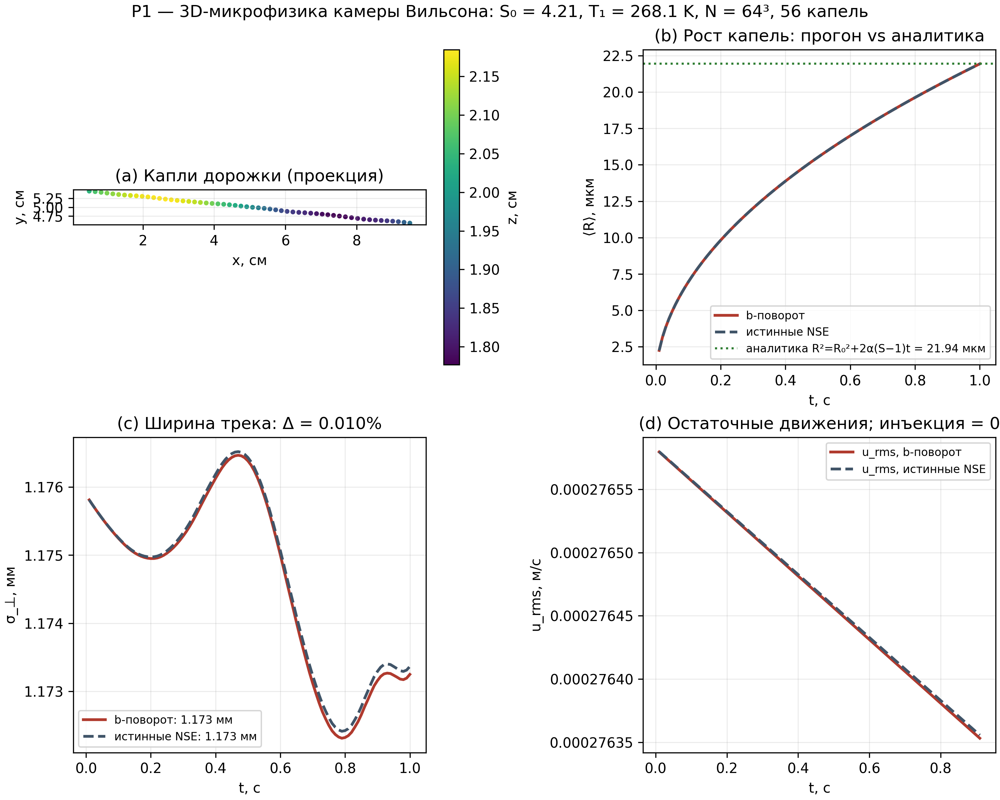 P1 — 3D-микрофизика камеры Вильсона: S₀ = 4.21, T₁ = 268.1 K, N = 64³, 56 капель
(a) Капли дорожки (проекция)
y, см
5.25
5.00
4.75
2
4
6
8
x, см
2.15
2.10
2.05
2.00
1.95
1.90
1.85
1.80
z, см
(b) Рост капель: прогон vs аналитика
⟨R⟩, мкм
22.5
20.0
17.5
15.0
12.5
10.0
7.5
5.0
2.5
b-поворот
истинные NSE
аналитика R²=R₀²+2α(S−1)t = 21.94 мкм
0.0
0.2
0.4
0.6
0.8
1.0
t, с
(c) Ширина трека: Δ = 0.010%
σ_⊥, мм
1.176
1.175
1.174
1.173
b-поворот: 1.173 мм
истинные NSE: 1.173 мм
0.0
0.2
0.4
0.6
0.8
1.0
t, с
(d) Остаточные движения; инъекция = 0
u_rms, м/с
0.00027655
0.00027650
0.00027645
0.00027640
0.00027635
u_rms, b-поворот
u_rms, истинные NSE
0.0
0.2
0.4
0.6
0.8
t, с